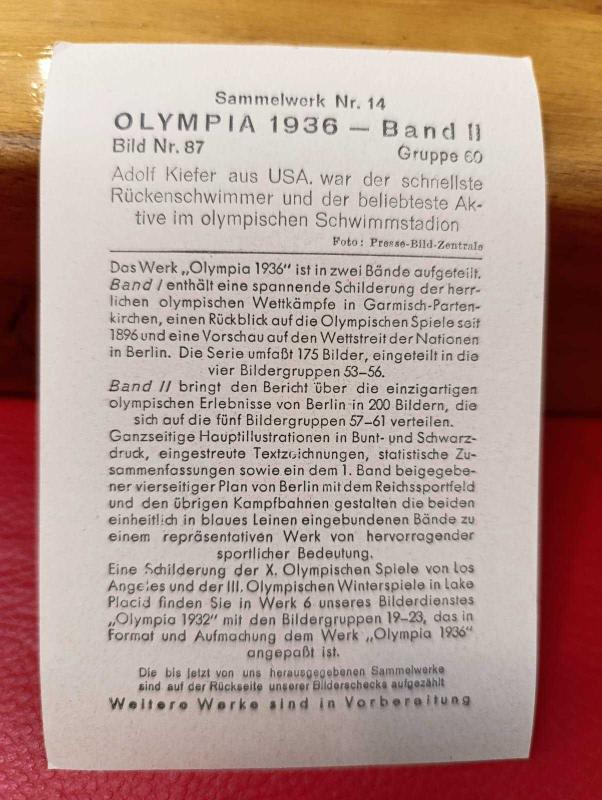 Sammelwerk Nr. 14
OLYMPIA 1936 — Band II
Bild Nr. 87 Gruppe 60
Adolf Kiefer aus USA. war der schnellste
Rückenschwimmer und der beliebteste Ak-
tive im olympischen Schwimmstadion
Foto: Presse-Bild-Zentrale
Das Werk „Olympia 1936" ist in zwei Bände aufgeteilt.
Band I enthält eine spannende Schilderung der herr-
lichen olympischen Wettkämpfe in Garmisch-Parten-
kirchen, einen Rückblick auf die Olympischen Spiele seit
1896 und eine Vorschau auf den Wettstreit der Nationen
in Berlin. Die Serie umfaßt 175 Bilder, eingeteilt in die
vier Bildergruppen 53–56.
Band II bringt den Bericht über die einzigartigen
olympischen Erlebnisse von Berlin in 200 Bildern, die
sich auf die fünf Bildergruppen 57–61 verteilen.
Ganzseitige Hauptillustrationen in Bunt- und Schwarz-
druck, eingestreute Textzeichnungen, statistische Zu-
sammenfassungen sowie ein dem 1. Band beigegebe-
ner vierseitiger Plan von Berlin mit dem Reichssportfeld
und den übrigen Kampfbahnen gestalten die beiden
einheitlich in blaues Leinen eingebundenen Bände zu
einem repräsentativen Werk von hervorragender
sportlicher Bedeutung.
Eine Schilderung der X. Olympischen Spiele von Los
Angeles und der III. Olympischen Winterspiele in Lake
Placid finden Sie in Werk 6 unseres Bilderdienstes
„Olympia 1932" mit den Bildergruppen 19–23, das in
Format und Aufmachung dem Werk „Olympia 1936"
angepaßt ist.
Die bis jetzt von uns herausgegebenen Sammelwerke
sind auf der Rückseite unserer Bilderschecks aufgezählt
Weitere Werke sind in Vorbereitung